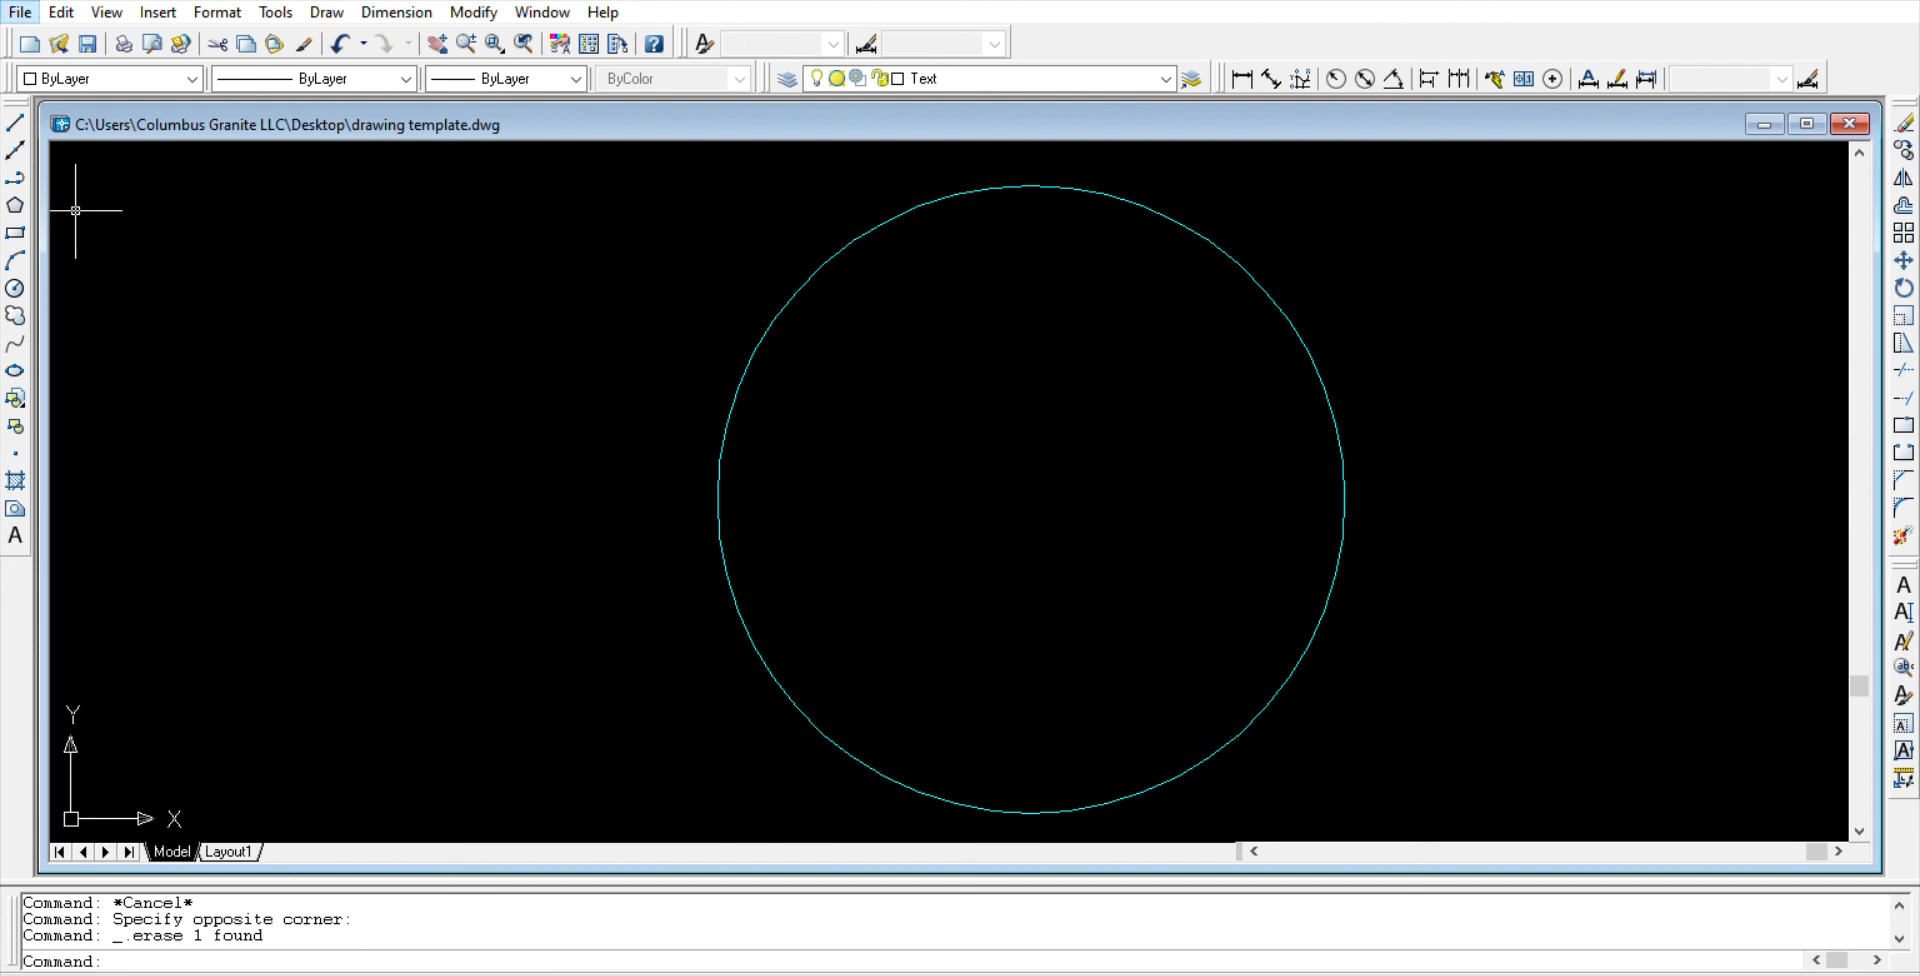 File Edit View Insert Format Tools Draw Dimension Modify Window Help
ByLayer ByLayer ByLayer ByColor Text
C:\Users\Columbus Granite LLC\Desktop\drawing template.dwg
Y
X
Model Layout1
Command: *Cancel*
Command: Specify opposite corner:
Command: _.erase 1 found
Command: